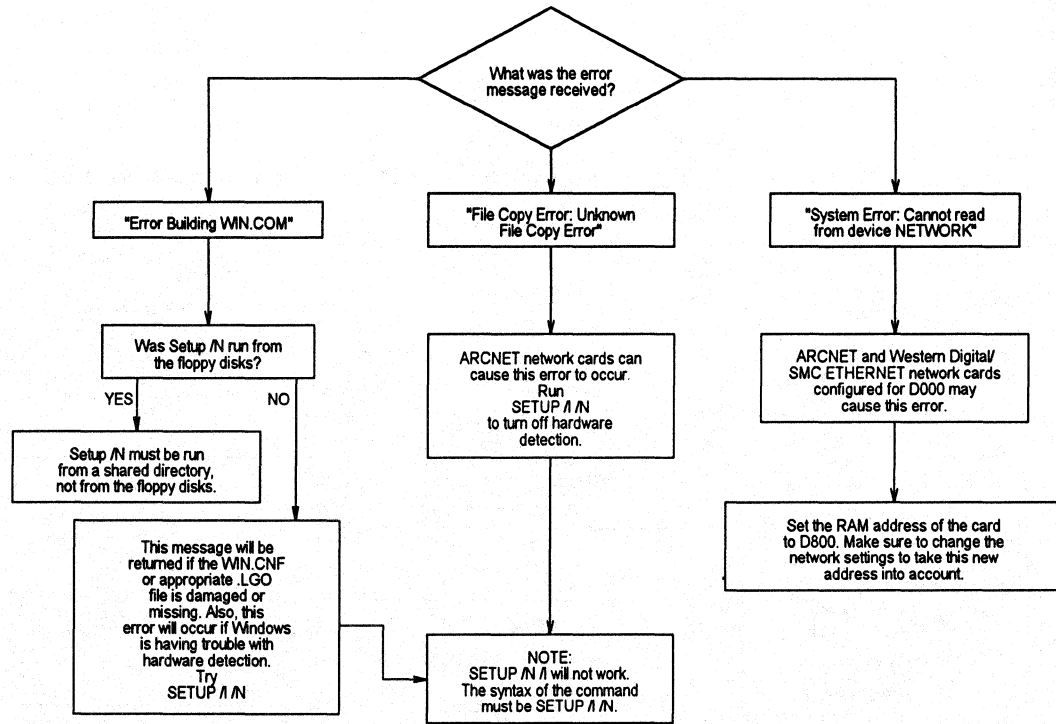 What was the error
message received?
"Error Building WIN.COM"
"File Copy Error: Unknown
File Copy Error"
"System Error: Cannot read
from device NETWORK"
Was Setup /N run from
the floppy disks?
YES
NO
Setup /N must be run
from a shared directory,
not from the floppy disks.
This message will be
returned if the WIN.CNF
or appropriate .LGO
file is damaged or
missing. Also, this
error will occur if Windows
is having trouble with
hardware detection.
Try
SETUP /I /N
ARCNET network cards can
cause this error to occur.
Run
SETUP /I /N
to turn off hardware
detection.
NOTE:
SETUP /N /I will not work.
The syntax of the command
must be SETUP /I /N.
ARCNET and Western Digital/
SMC ETHERNET network cards
configured for D000 may
cause this error.
Set the RAM address of the card
to D800. Make sure to change the
network settings to take this new
address into account.